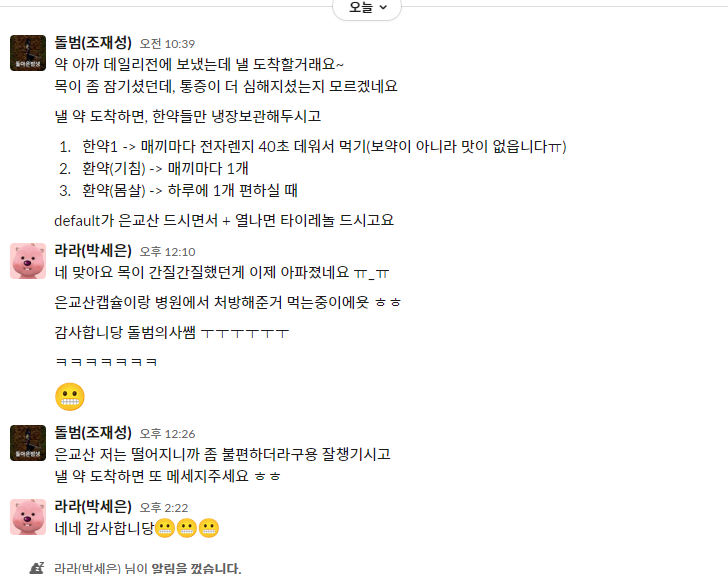 오늘
돌범(조재성) 오전 10:39
약 아까 데일리전에 보냈는데 낼 도착할거래요~
목이 좀 잠기셨던데, 통증이 더 심해지셨는지 모르겠네요
낼 약 도착하면, 한약들만 냉장보관해두시고
1. 한약1 -> 매끼마다 전자렌지 40초 데워서 먹기(보약이 아니라 맛이 없읍니다ㅠ)
2. 환약(기침) -> 매끼마다 1개
3. 환약(몸살) -> 하루에 1개 편하실 때
default가 은교산 드시면서 + 열나면 타이레놀 드시고요
라라(박세은) 오후 12:10
네 맞아요 목이 간질간질했던게 이제 아파졌네요 ㅠ_ㅠ
은교산캡슐이랑 병원에서 처방해준거 먹는중이에욧 ㅎㅎ
감사합니당 돌범의사쌤 ㅜㅜㅜㅜㅜㅜ
ㅋㅋㅋㅋㅋㅋㅋ
😬
돌범(조재성) 오후 12:26
은교산 저는 떨어지니까 좀 불편하더라구용 잘챙기시고
낼 약 도착하면 또 메세지주세요 ㅎㅎ
라라(박세은) 오후 2:22
네네 감사합니당😬😬😬
라라(박세은) 님이 알림을 껐습니다.